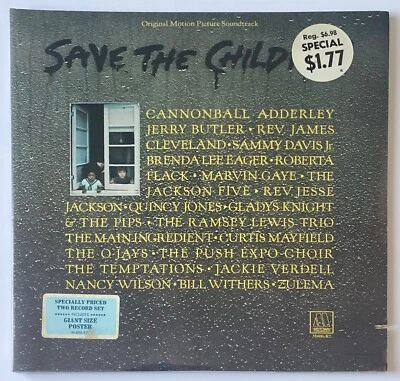 Original Motion Picture Soundtrack
SAVE THE CHILD
Reg. $6.98
SPECIAL
$1.77
CANNONBALL ADDERLEY
JERRY BUTLER • REV. JAMES
CLEVELAND • SAMMY DAVIS Jr.
BRENDA LEE EAGER • ROBERTA
FLACK • MARVIN GAYE • THE
JACKSON FIVE • REV. JESSE
JACKSON • QUINCY JONES • GLADYS KNIGHT
& THE PIPS • THE RAMSEY LEWIS TRIO
THE MAIN INGREDIENT • CURTIS MAYFIELD
THE O'JAYS • THE PUSH EXPO CHOIR
THE TEMPTATIONS • JACKIE VERDELL
NANCY WILSON • BILL WITHERS • ZULEMA
SPECIALLY PRICED
TWO RECORD SET
INCLUDES
GIANT SIZE
POSTER